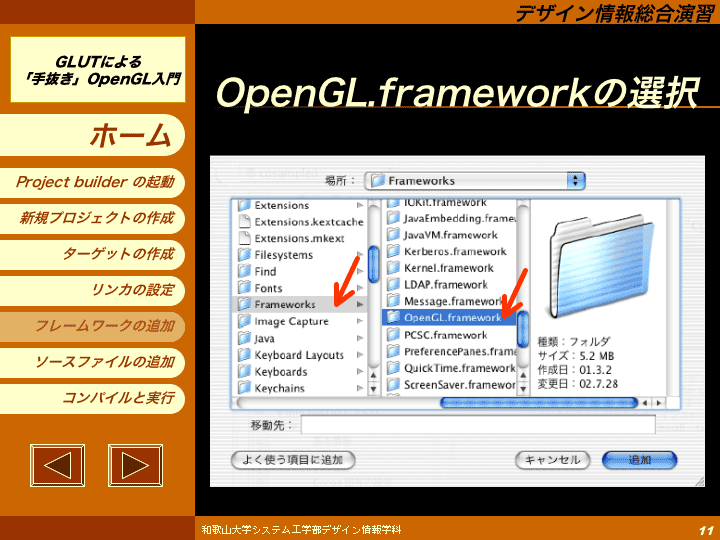 デザイン情報総合演習
GLUTによる
「手抜き」OpenGL入門
OpenGL.frameworkの選択
ホーム
Project builder の起動
新規プロジェクトの作成
ターゲットの作成
リンカの設定
フレームワークの追加
ソースファイルの追加
コンパイルと実行
場所：
Frameworks
Extensions
Extensions.kextcache
Extensions.mkext
Filesystems
Find
Fonts
Frameworks
Image Capture
Java
Keyboard Layouts
Keyboards
Keychains
IOKit.framework
JavaEmbedding.frame
JavaVM.framework
Kerberos.framework
Kernel.framework
LDAP.framework
Message.framework
OpenGL.framework
PCSC.framework
PreferencePanes.frame
QuickTime.framework
ScreenSaver.framewor
種類：フォルダ
サイズ：5.2 MB
作成日：01.3.2
変更日：02.7.28
移動先：
よく使う項目に追加
キャンセル
追加
和歌山大学システム工学部デザイン情報学科
11